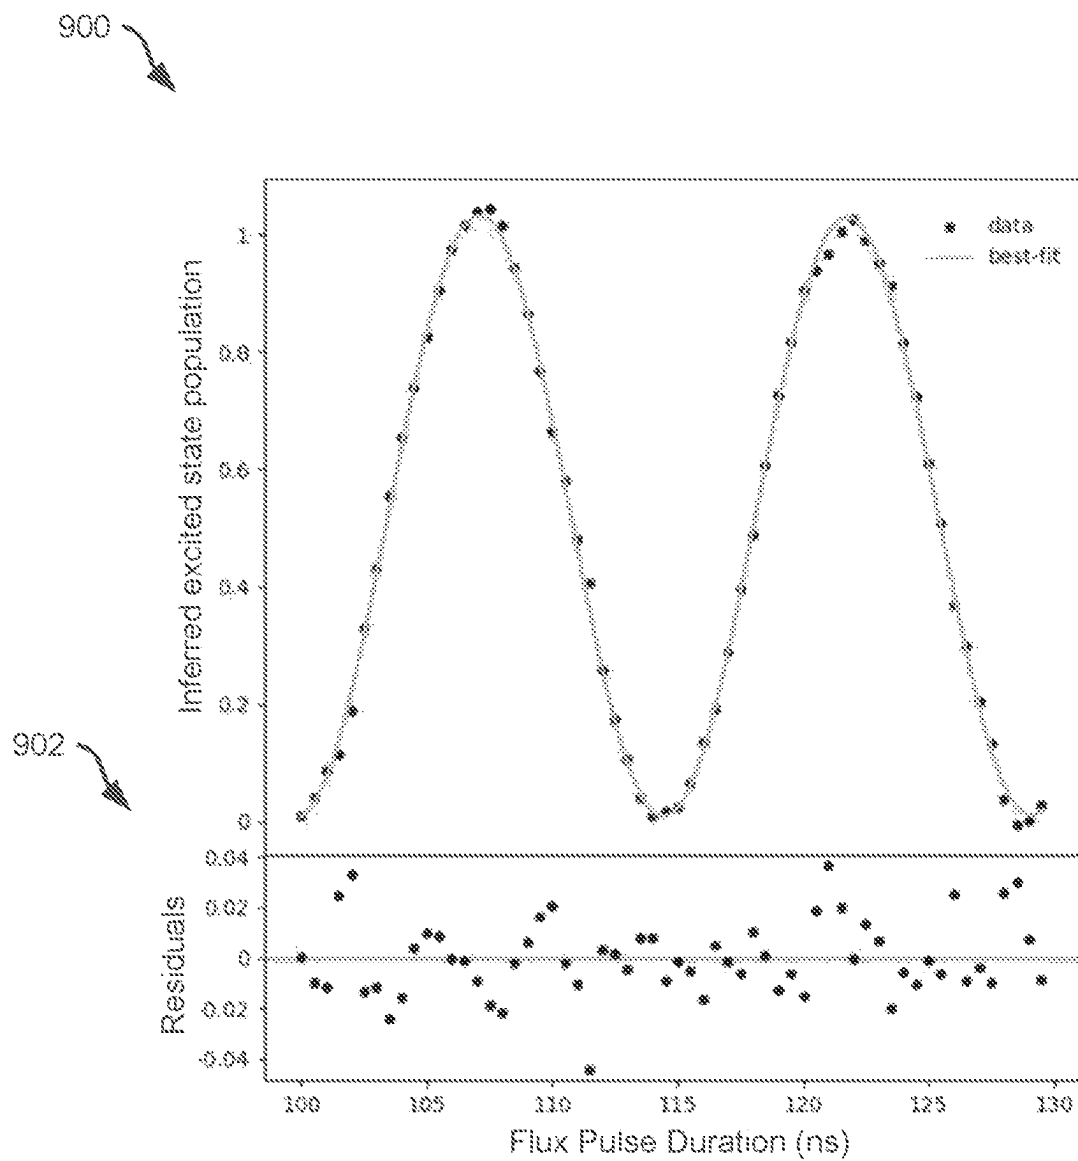 900
Inferred excited state population
1
0.8
0.6
0.4
0.2
0
data
best-fit
902
Residuals
0.04
0.02
0
-0.02
-0.04
100 105 110 115 120 125 130
Flux Pulse Duration (ns)